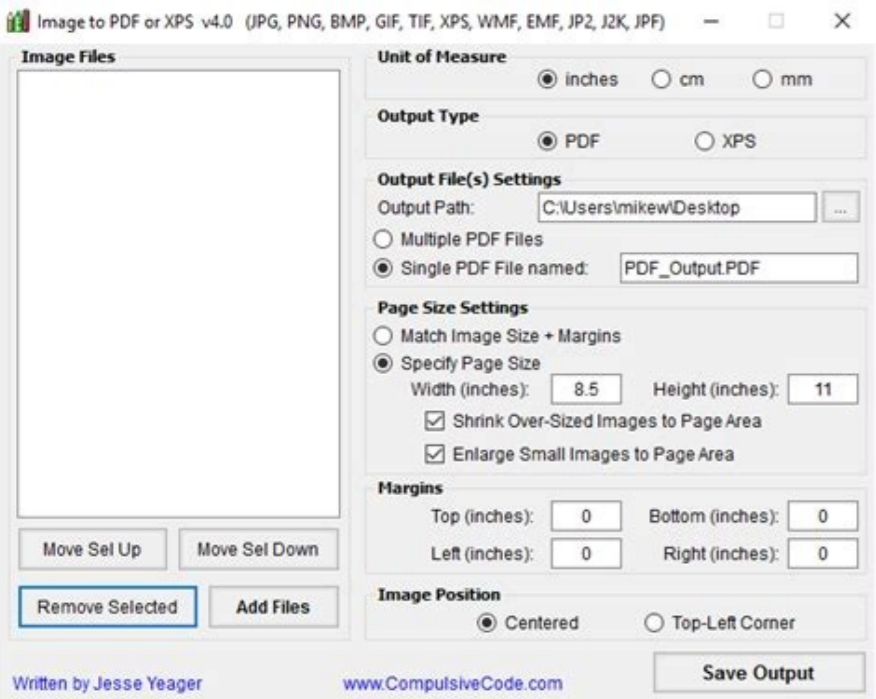 Image to PDF or XPS v4.0 (JPG, PNG, BMP, GIF, TIF, XPS, WMF, EMF, JP2, J2K, JPF)
Image Files
Move Sel Up
Move Sel Down
Remove Selected
Add Files
Unit of Measure
inches cm mm
Output Type
PDF XPS
Output File(s) Settings
Output Path: C:\Users\mikew\Desktop ...
Multiple PDF Files
Single PDF File named: PDF_Output.PDF
Page Size Settings
Match Image Size + Margins
Specify Page Size
Width (inches): 8.5 Height (inches): 11
Shrink Over-Sized Images to Page Area
Enlarge Small Images to Page Area
Margins
Top (inches): 0 Bottom (inches): 0
Left (inches): 0 Right (inches): 0
Image Position
Centered Top-Left Corner
Written by Jesse Yeager
www.CompulsiveCode.com
Save Output